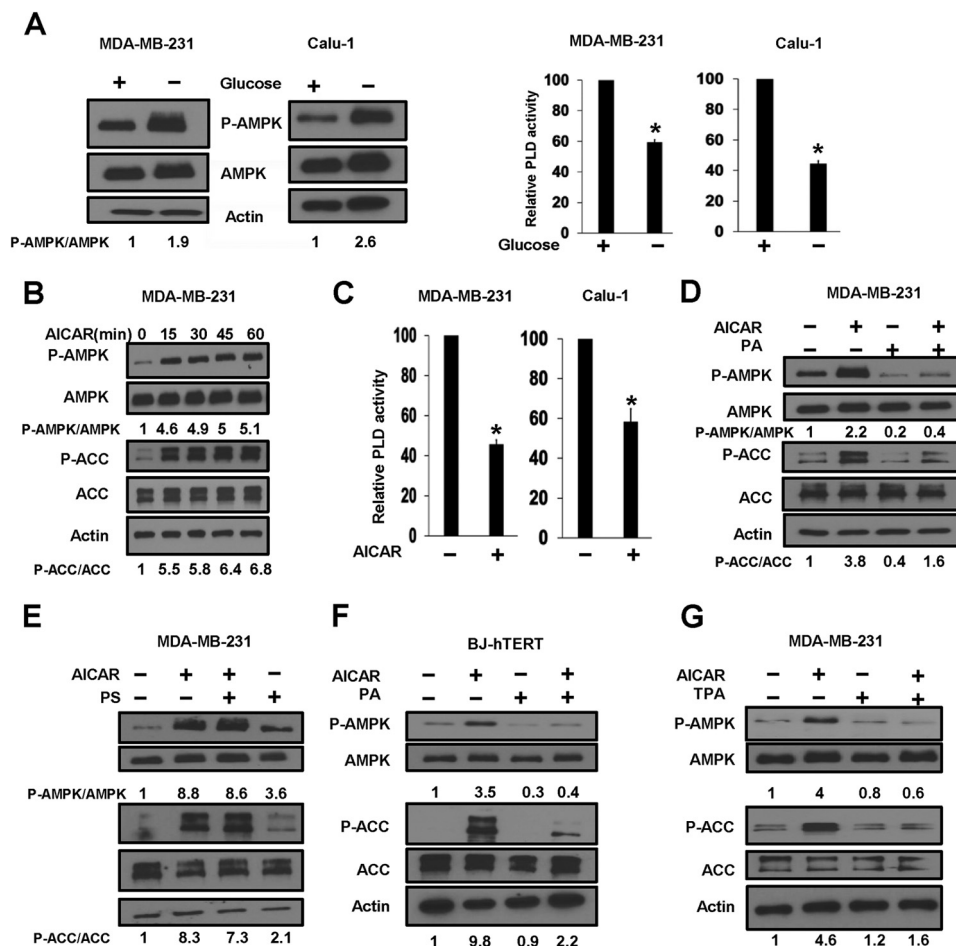 A
MDA-MB-231 Calu-1
+ − Glucose + −
P-AMPK
AMPK
Actin
P-AMPK/AMPK 1 1.9 1 2.6
MDA-MB-231 Calu-1
Relative PLD activity
100 100
80 80
60 60
40 40
20 20
0 0
* *
Glucose + − + −
B
MDA-MB-231
AICAR(min) 0 15 30 45 60
P-AMPK
AMPK
P-AMPK/AMPK 1 4.6 4.9 5 5.1
P-ACC
ACC
Actin
P-ACC/ACC 1 5.5 5.8 6.4 6.8
C
MDA-MB-231 Calu-1
Relative PLD activity
100 100
80 80
60 60
40 40
20 20
0 0
* *
AICAR − + − +
D
MDA-MB-231
AICAR − + − +
PA − − + +
P-AMPK
AMPK
P-AMPK/AMPK 1 2.2 0.2 0.4
P-ACC
ACC
Actin
P-ACC/ACC 1 3.8 0.4 1.6
E
MDA-MB-231
AICAR − + + −
PS − − + +
P-AMPK/AMPK 1 8.8 8.6 3.6
P-ACC/ACC 1 8.3 7.3 2.1
F
BJ-hTERT
AICAR − + − +
PA − − + +
P-AMPK
AMPK
1 3.5 0.3 0.4
P-ACC
ACC
Actin
1 9.8 0.9 2.2
G
MDA-MB-231
AICAR − + − +
TPA − − + +
P-AMPK
AMPK
1 4 0.8 0.6
P-ACC
ACC
Actin
1 4.6 1.2 1.6